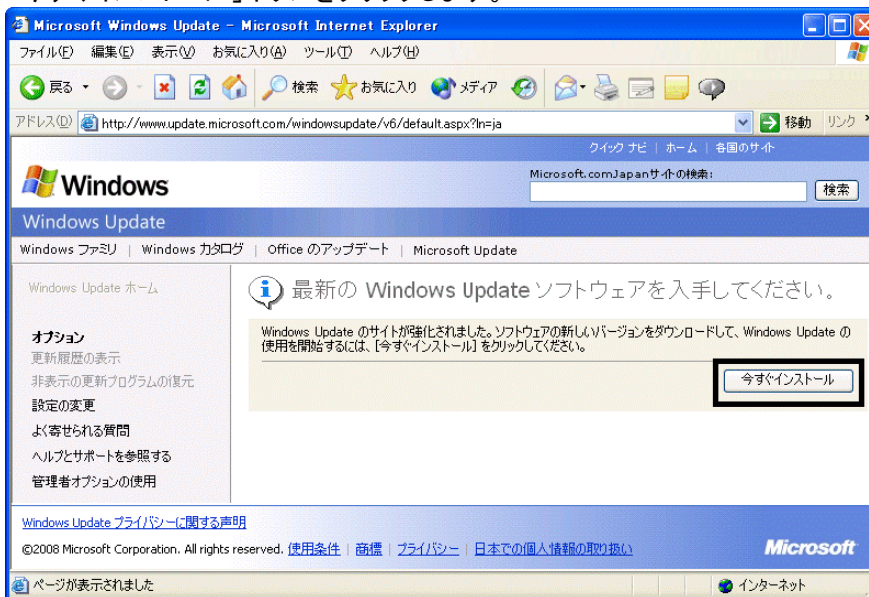 Microsoft Windows Update - Microsoft Internet Explorer
ファイル(F) 編集(E) 表示(V) お気に入り(A) ツール(T) ヘルプ(H)
戻る 検索 お気に入り メディア
アドレス(D) http://www.update.microsoft.com/windowsupdate/v6/default.aspx?ln=ja 移動 リンク
クイック ナビ | ホーム | 各国のサイト
Windows
Microsoft.comJapanサイトの検索:
検索
Windows Update
Windows ファミリ | Windows カタログ | Office のアップデート | Microsoft Update
Windows Update ホーム
オプション
更新履歴の表示
非表示の更新プログラムの復元
設定の変更
よく寄せられる質問
ヘルプとサポートを参照する
管理者オプションの使用
最新の Windows Update ソフトウェアを入手してください。
Windows Update のサイトが強化されました。ソフトウェアの新しいバージョンをダウンロードして、Windows Update の
使用を開始するには、[今すぐインストール] をクリックしてください。
今すぐインストール
Windows Update プライバシーに関する声明
©2008 Microsoft Corporation. All rights reserved. 使用条件 | 商標 | プライバシー | 日本での個人情報の取り扱い
Microsoft
ページが表示されました インターネット